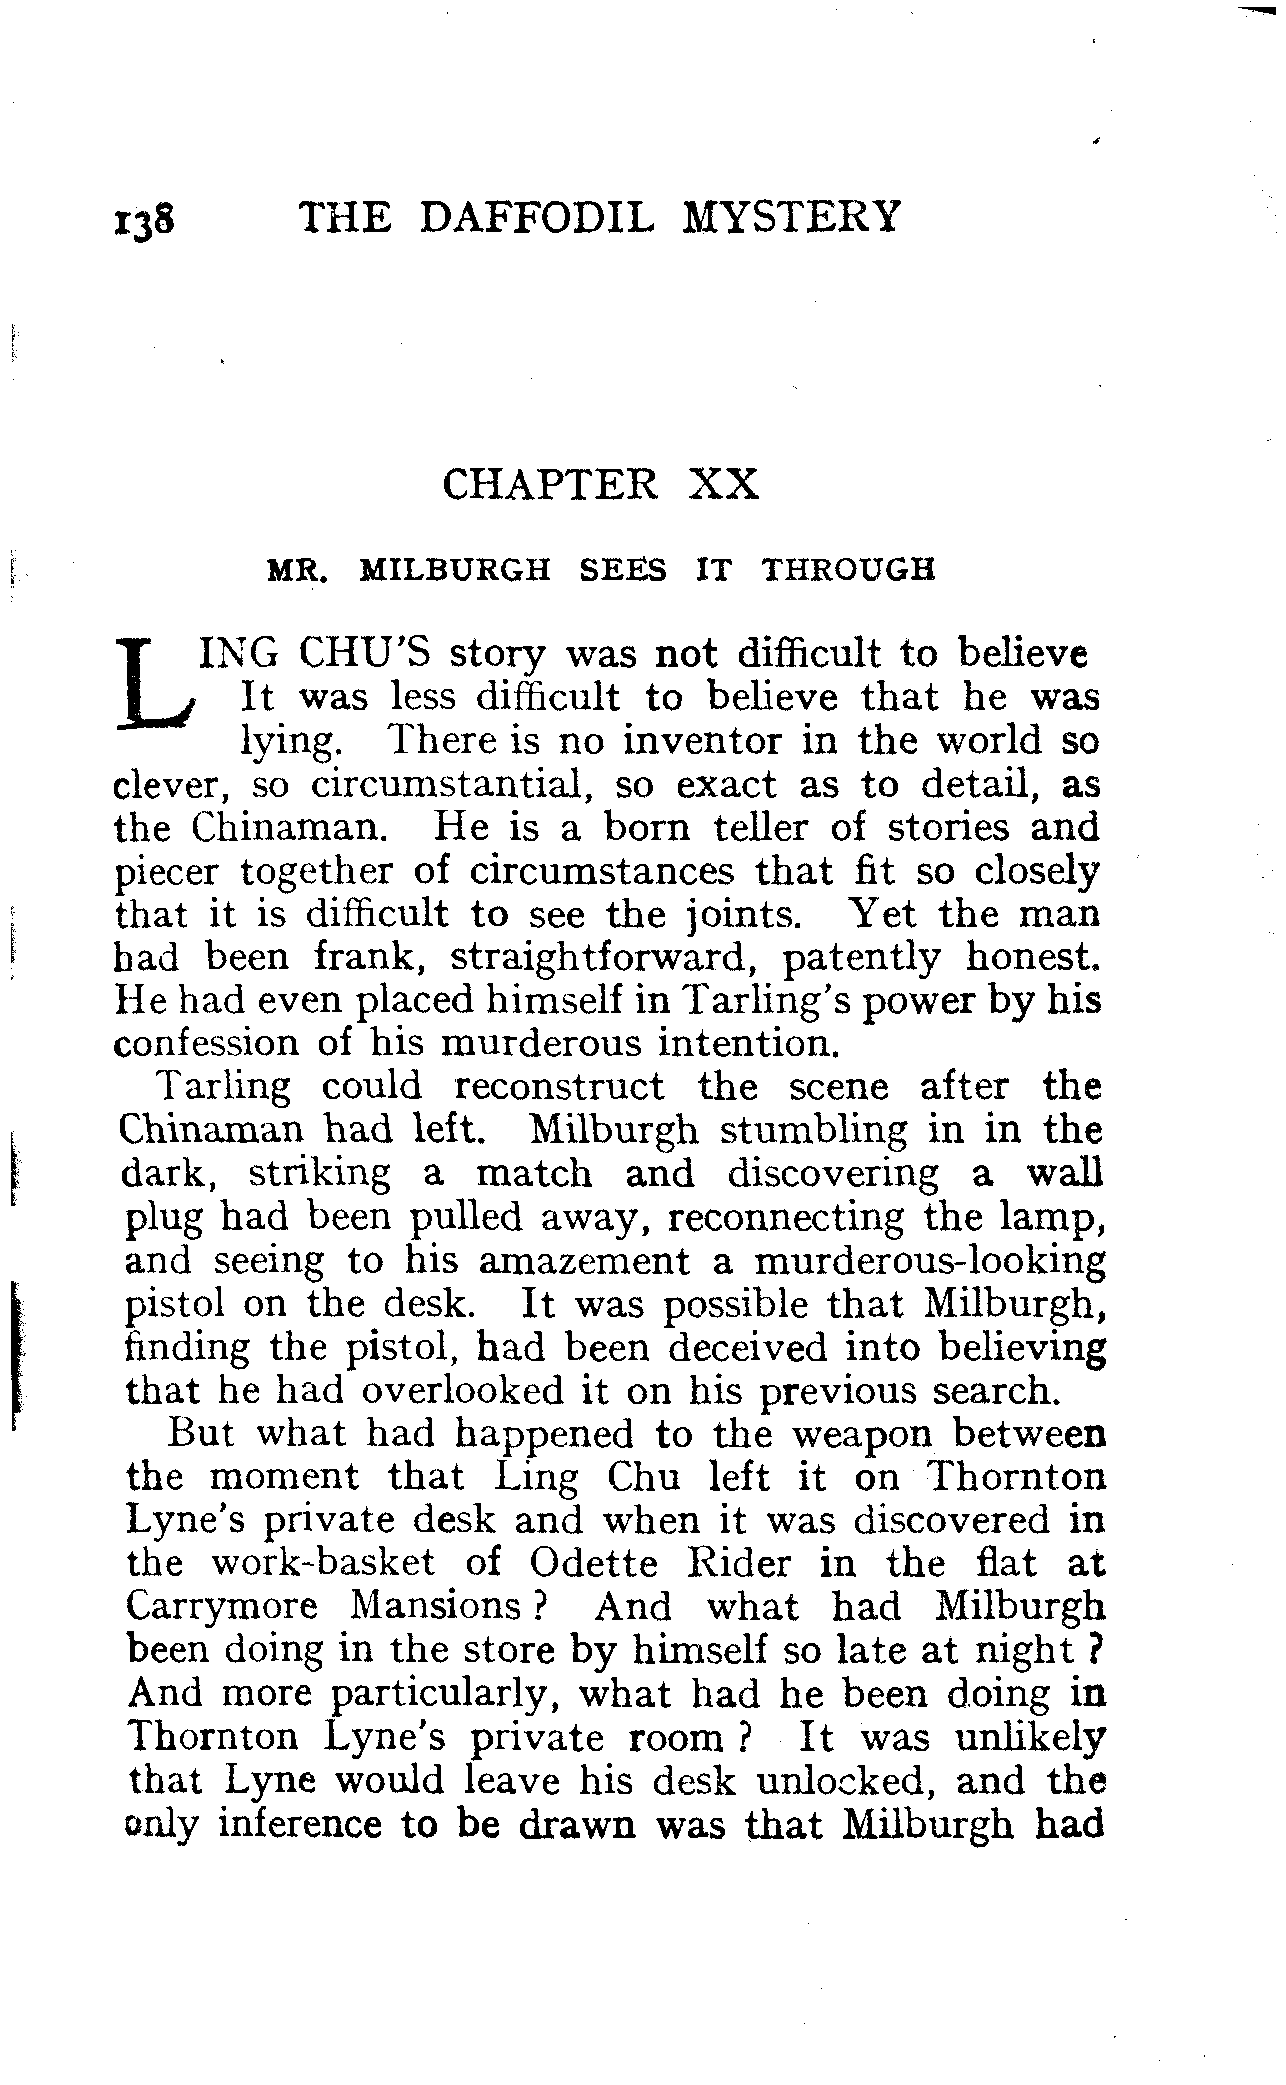 138 THE DAFFODIL MYSTERY
CHAPTER XX
MR. MILBURGH SEES IT THROUGH
LING CHU'S story was not difficult to believe
It was less difficult to believe that he was
lying. There is no inventor in the world so
clever, so circumstantial, so exact as to detail, as
the Chinaman. He is a born teller of stories and
piecer together of circumstances that fit so closely
that it is difficult to see the joints. Yet the man
had been frank, straightforward, patently honest.
He had even placed himself in Tarling's power by his
confession of his murderous intention.
Tarling could reconstruct the scene after the
Chinaman had left. Milburgh stumbling in in the
dark, striking a match and discovering a wall
plug had been pulled away, reconnecting the lamp,
and seeing to his amazement a murderous-looking
pistol on the desk. It was possible that Milburgh,
finding the pistol, had been deceived into believing
that he had overlooked it on his previous search.
But what had happened to the weapon between
the moment that Ling Chu left it on Thornton
Lyne's private desk and when it was discovered in
the work-basket of Odette Rider in the flat at
Carrymore Mansions ? And what had Milburgh
been doing in the store by himself so late at night ?
And more particularly, what had he been doing in
Thornton Lyne's private room ? It was unlikely
that Lyne would leave his desk unlocked, and the
only inference to be drawn was that Milburgh had